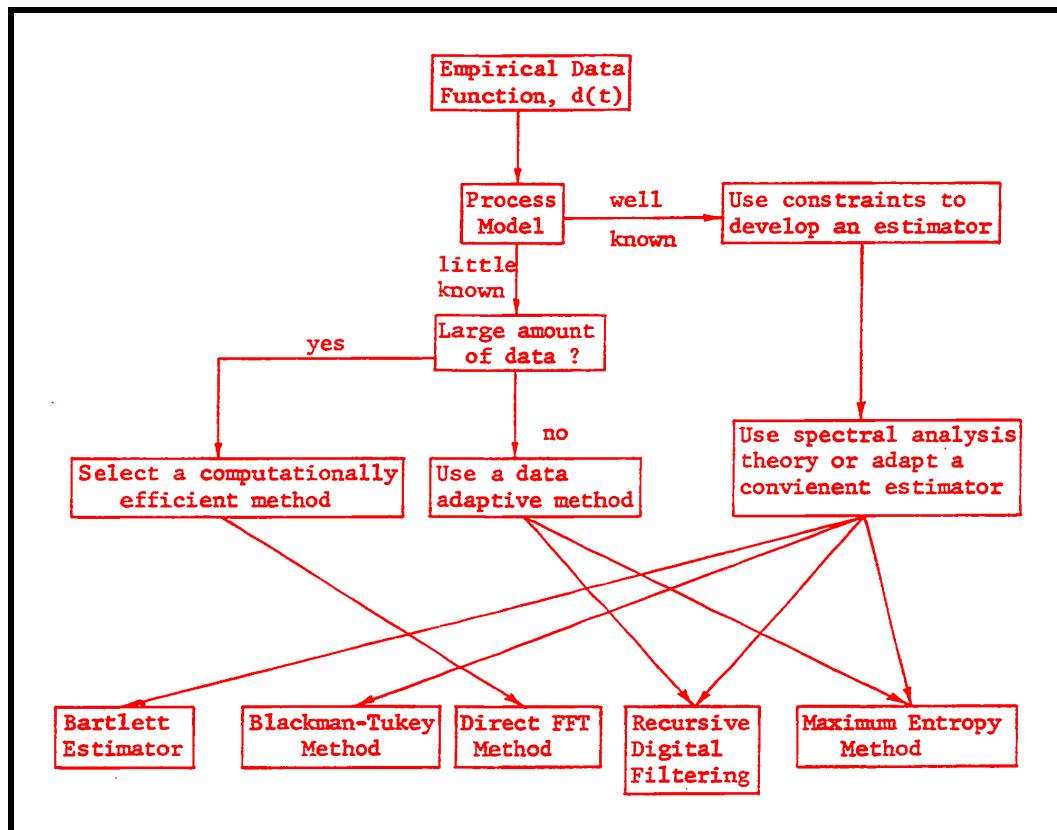 Empirical Data
Function, d(t)
Process
Model
well
known
Use constraints to
develop an estimator
little
known
Large amount
of data ?
yes
no
Select a computationally
efficient method
Use a data
adaptive method
Use spectral analysis
theory or adapt a
convienent estimator
Bartlett
Estimator
Blackman-Tukey
Method
Direct FFT
Method
Recursive
Digital
Filtering
Maximum Entropy
Method